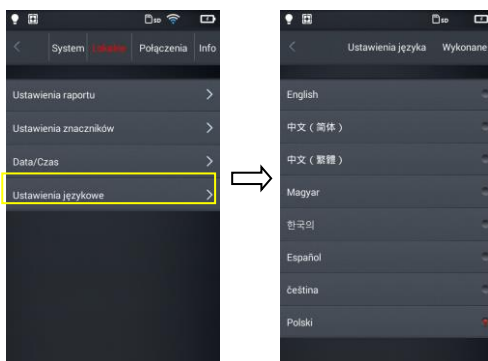 System Lokalne Połączenia Info
Ustawienia raportu
Ustawienia znaczników
Data/Czas
Ustawienia językowe
Ustawienia języka Wykonane
English
中文（简体）
中文（繁體）
Magyar
한국의
Español
čeština
Polski